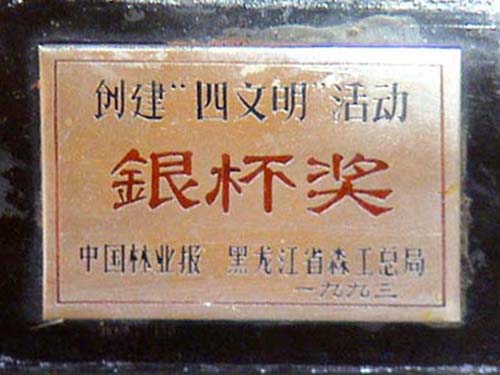 创建“四文明”活动
銀杯奖
中国林业报 黑龙江省森工总局
一九九三